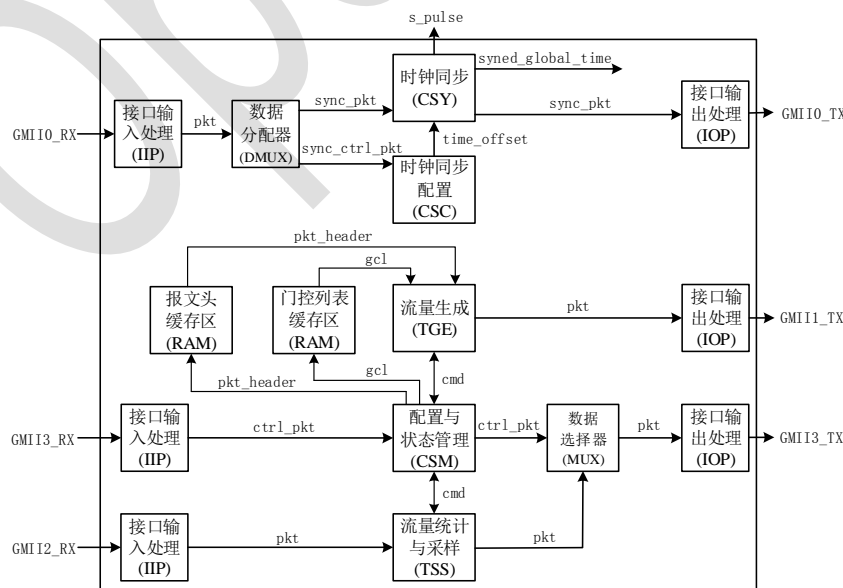 s_pulse
syned_global_time
时钟同步
(CSY)
接口输
入处理
(IIP)
数据
分配器
(DMUX)
接口输
出处理
(IOP)
GMII0_RX
pkt
sync_pkt
sync_pkt
GMII0_TX
sync_ctrl_pkt
time_offset
时钟同步
配置
(CSC)
pkt_header
gcl
报文头
缓存区
(RAM)
门控列表
缓存区
(RAM)
流量生成
(TGE)
pkt
接口输
出处理
(IOP)
GMII1_TX
pkt_header
gcl
cmd
GMII3_RX
接口输
入处理
(IIP)
ctrl_pkt
配置与
状态管理
(CSM)
ctrl_pkt
数据
选择器
(MUX)
pkt
接口输
出处理
(IOP)
GMII3_TX
cmd
GMII2_RX
接口输
入处理
(IIP)
pkt
流量统计
与采样
(TSS)
pkt